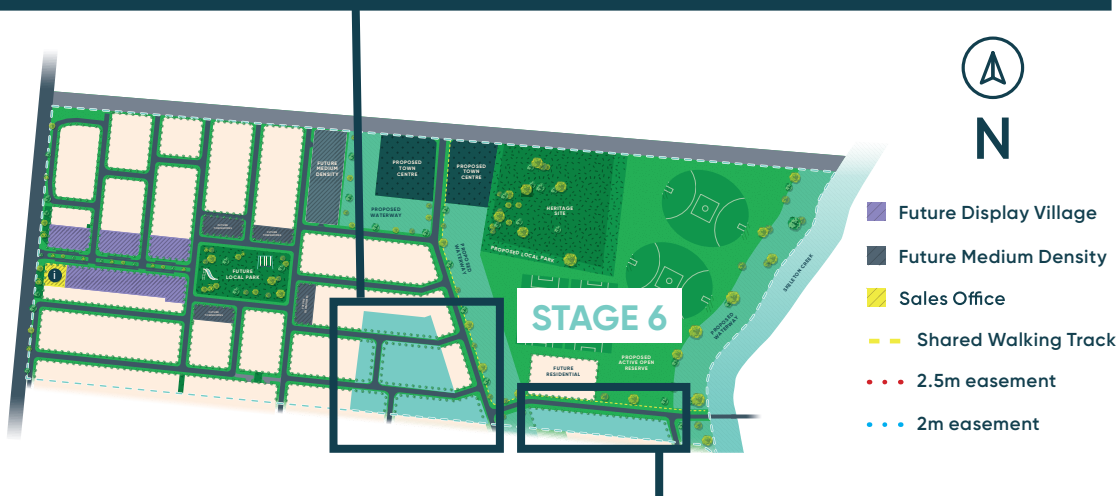 N
FUTURE
MEDIUM
DENSITY
PROPOSED
TOWN
CENTRE
PROPOSED
TOWN
CENTRE
PROPOSED
WATERWAY
HERITAGE
SITE
PROPOSED LOCAL PARK
PROPOSED
WATERWAY
FUTURE
LOCAL PARK
i
STAGE 6
PROPOSED
WATERWAY
PROPOSED
ACTIVE OPEN
RESERVE
FUTURE
RESIDENTIAL
Future Display Village
Future Medium Density
Sales Office
Shared Walking Track
2.5m easement
2m easement